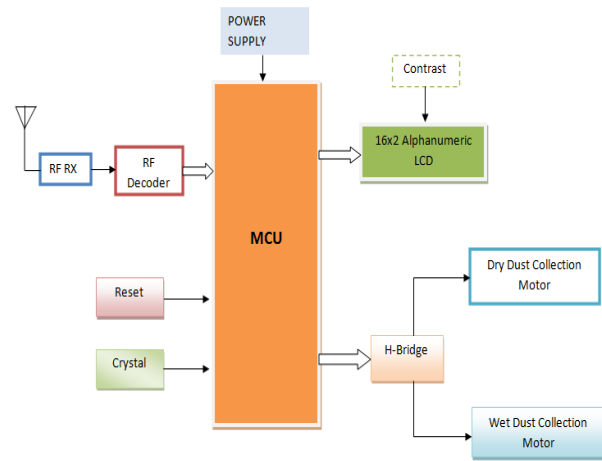 POWER
SUPPLY
Contrast
16x2 Alphanumeric
LCD
RF RX
RF
Decoder
MCU
Dry Dust Collection
Motor
Reset
H-Bridge
Crystal
Wet Dust Collection
Motor